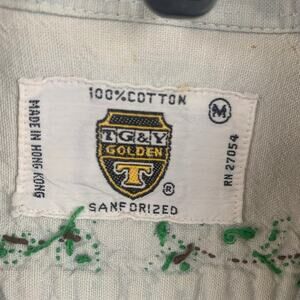 100% COTTON
M
MADE IN HONG KONG
TG&Y
GOLDEN
T
®
RN 27054
SANFORIZED